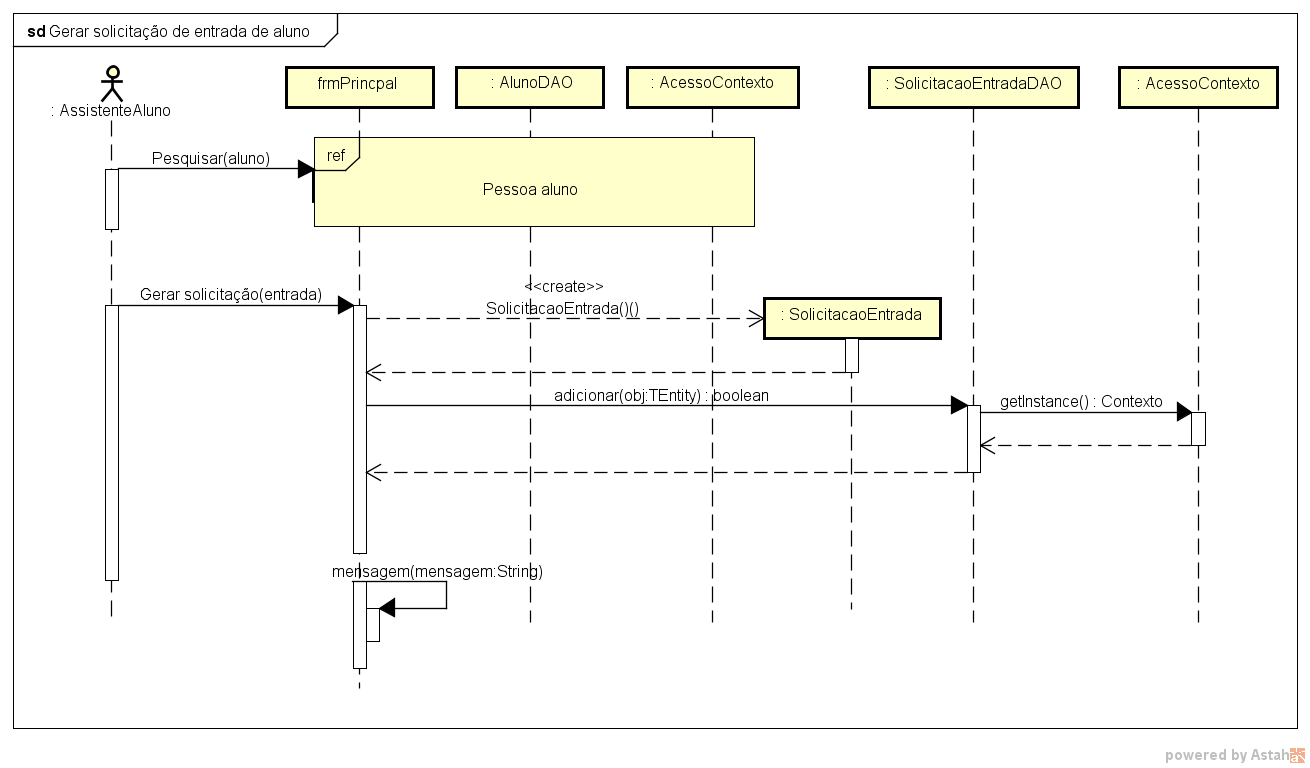 sd Gerar solicitação de entrada de aluno
: AssistenteAluno
frmPrincpal
: AlunoDAO
: AcessoContexto
: SolicitacaoEntradaDAO
: AcessoContexto
ref
Pesquisar(aluno)
Pessoa aluno
<<create>>
Gerar solicitação(entrada)
SolicitacaoEntrada()()
: SolicitacaoEntrada
adicionar(obj:TEntity) : boolean
getInstance() : Contexto
mensagem(mensagem:String)
powered by Astah